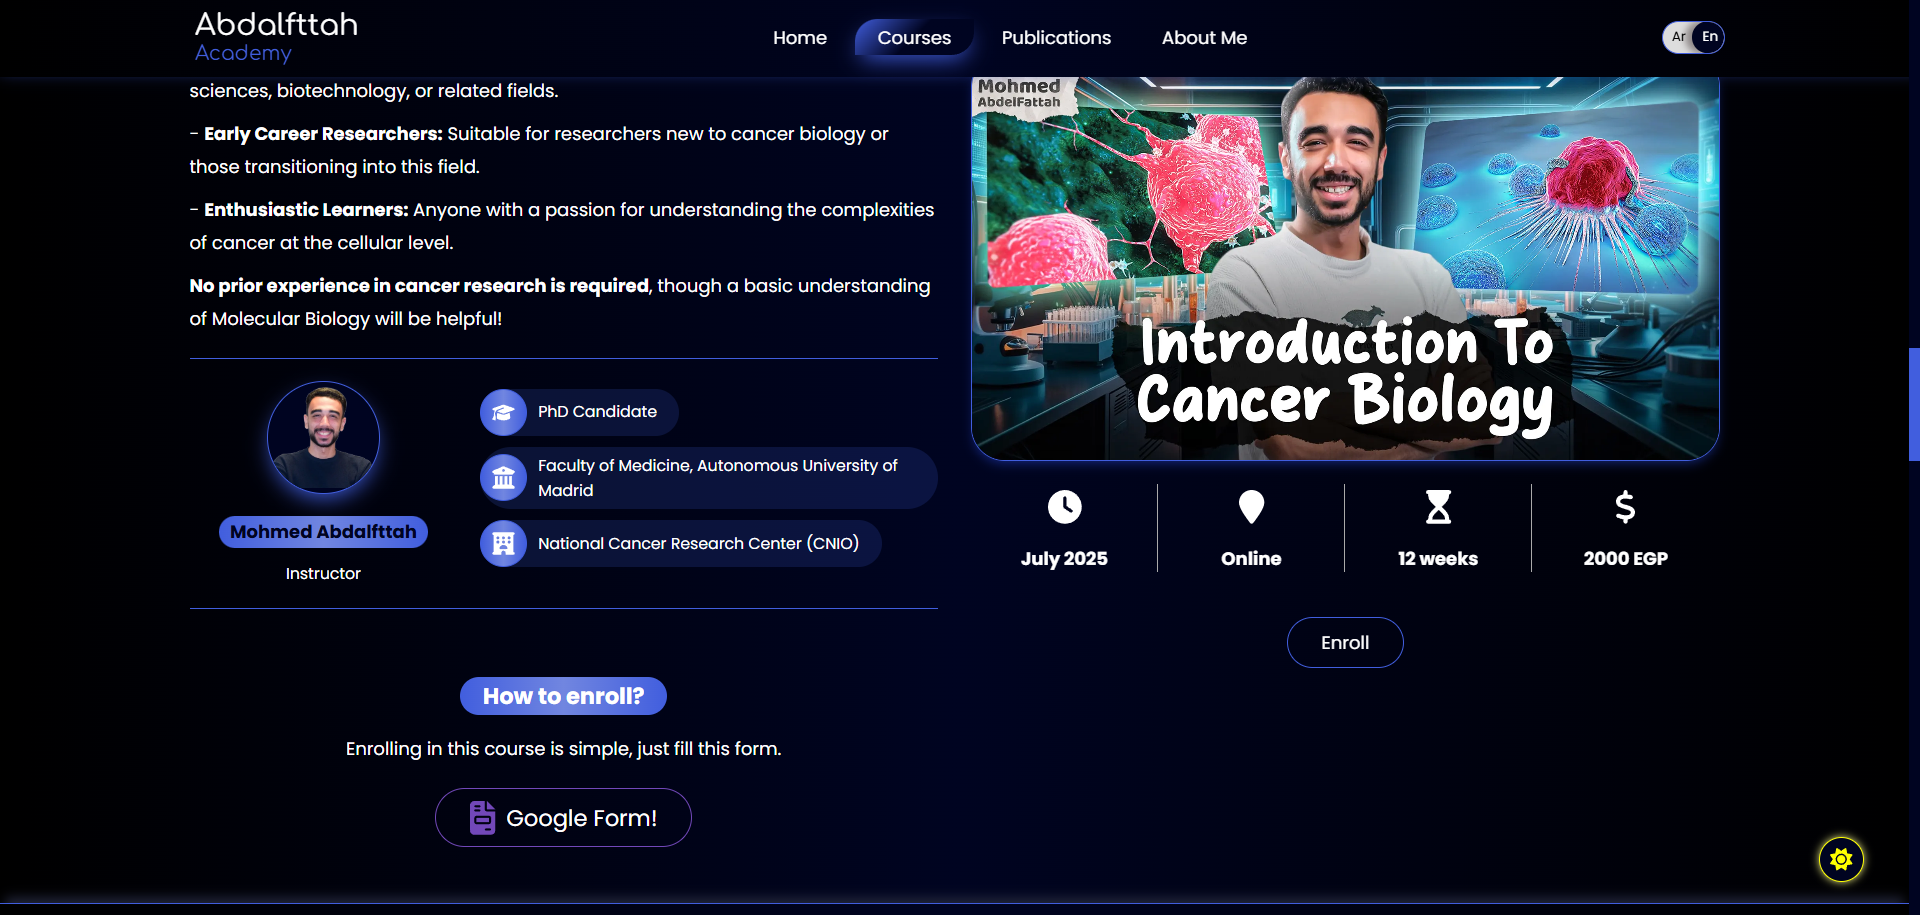 Abdalfttah
Academy
Home
Courses
Publications
About Me
Ar
En
sciences, biotechnology, or related fields.
- Early Career Researchers: Suitable for researchers new to cancer biology or
those transitioning into this field.
- Enthusiastic Learners: Anyone with a passion for understanding the complexities
of cancer at the cellular level.
No prior experience in cancer research is required, though a basic understanding
of Molecular Biology will be helpful!
Mohmed Abdalfttah
Instructor
PhD Candidate
Faculty of Medicine, Autonomous University of
Madrid
National Cancer Research Center (CNIO)
How to enroll?
Enrolling in this course is simple, just fill this form.
Google Form!
Mohmed
AbdelFattah
Introduction To
Cancer Biology
July 2025
Online
12 weeks
2000 EGP
Enroll